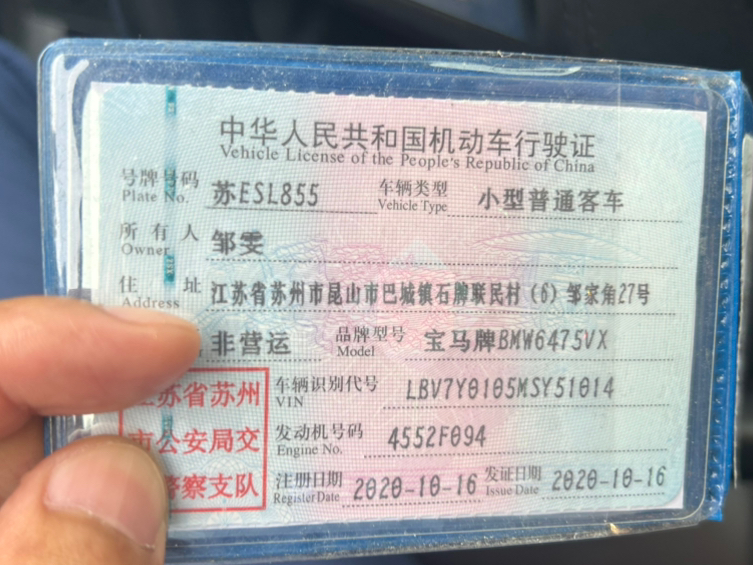 中华人民共和国机动车行驶证
Vehicle License of the People's Republic of China
号牌号码 苏ESL855 车辆类型 小型普通客车
Plate No. Vehicle Type
所有人 邹雯
Owner
住址 江苏省苏州市昆山市巴城镇石牌联民村(6)邹家角27号
Address
非营运 品牌型号 宝马牌BMW6475VX
Model
苏省苏州 车辆识别代号 LBV7Y0105MSY51014
VIN
市公安局交 发动机号码 4552F094
Engine No.
警察支队 注册日期 2020-10-16 发证日期 2020-10-16
Register Date Issue Date